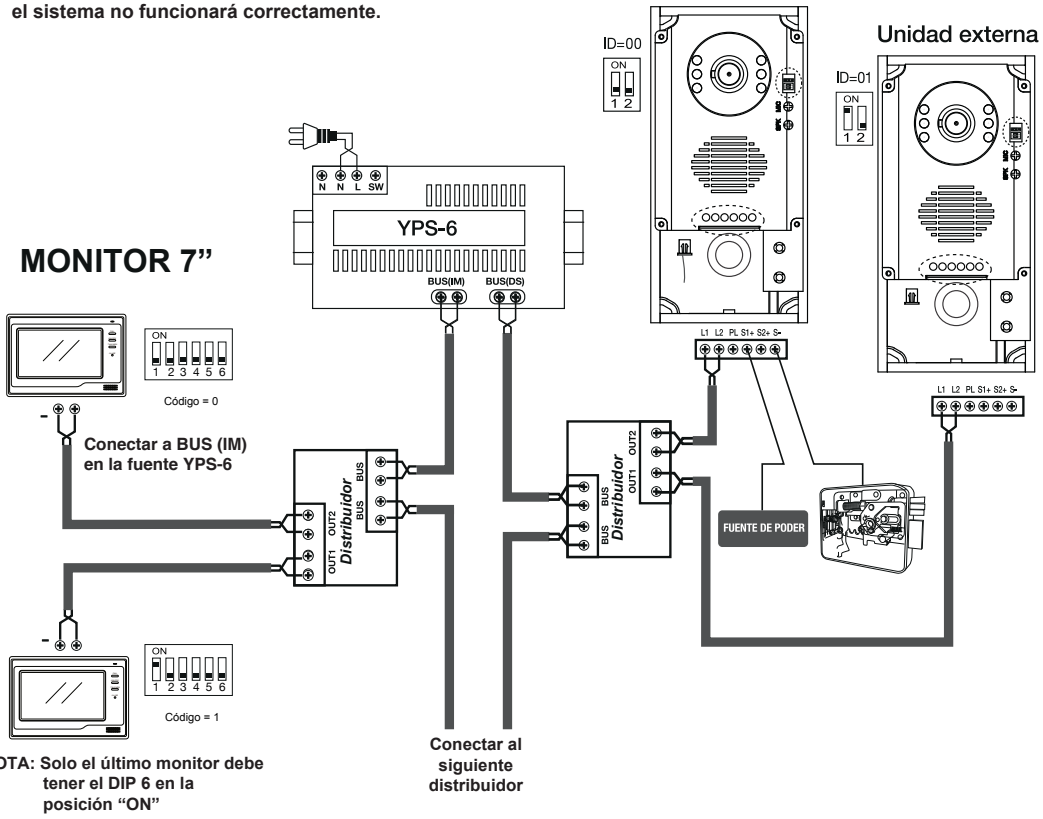 el sistema no funcionará correctamente.
Unidad externa
ID=00
ON
1 2
MIC
SPK
ID=01
ON
1 2
MIC
SPK
N N L SW
YPS-6
BUS(IM) BUS(DS)
MONITOR 7”
ON
1 2 3 4 5 6
Código = 0
Conectar a BUS (IM)
en la fuente YPS-6
L1 L2 PL S1+ S2+ S-
L1 L2 PL S1+ S2+ S-
OUT2
OUT1
Distribuidor
BUS
BUS
BUS
BUS
Distribuidor
OUT2
OUT1
FUENTE DE PODER
ON
1 2 3 4 5 6
Código = 1
OTA: Solo el último monitor debe
tener el DIP 6 en la
posición “ON”
Conectar al
siguiente
distribuidor